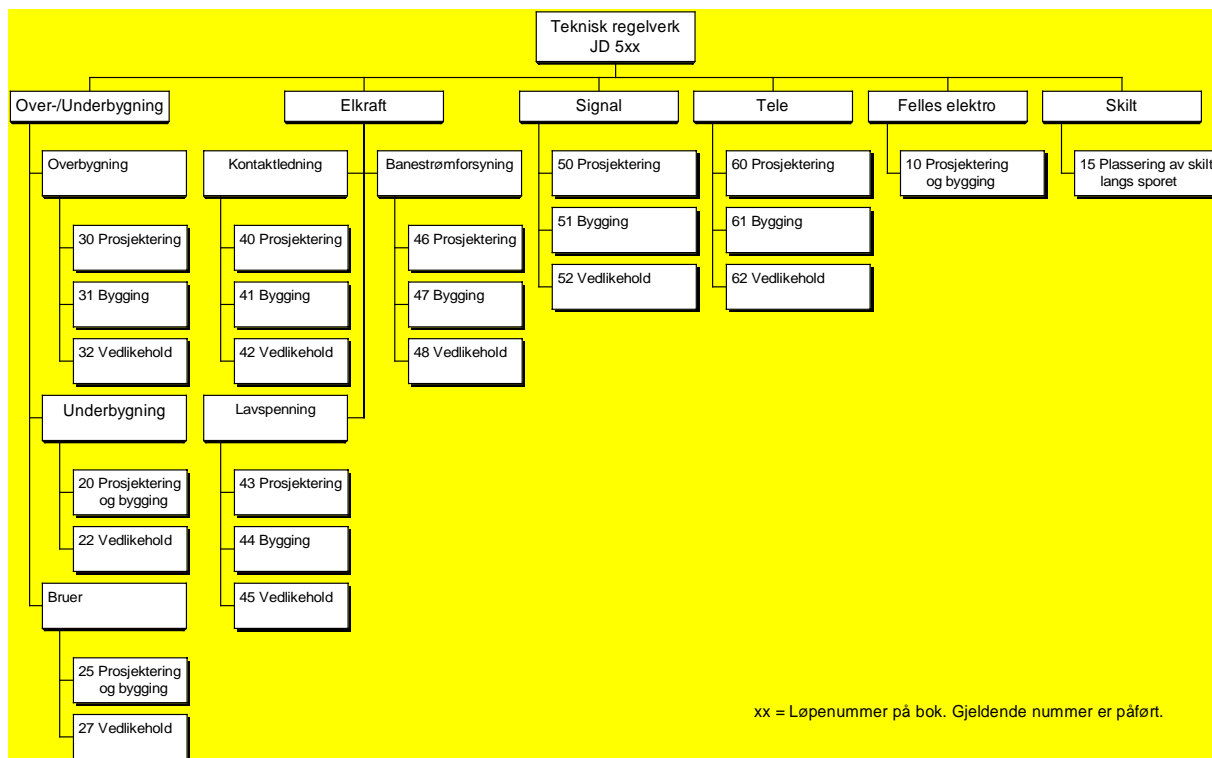 Teknisk regelverk
JD 5xx
Over-/Underbygning
Elkraft
Signal
Tele
Felles elektro
Skilt
Overbygning
Kontaktledning
Banestrømforsyning
50 Prosjektering
60 Prosjektering
10 Prosjektering
og bygging
15 Plassering av skilt
langs sporet
51 Bygging
61 Bygging
30 Prosjektering
40 Prosjektering
46 Prosjektering
52 Vedlikehold
62 Vedlikehold
31 Bygging
41 Bygging
47 Bygging
32 Vedlikehold
42 Vedlikehold
48 Vedlikehold
Underbygning
Lavspenning
20 Prosjektering
og bygging
43 Prosjektering
22 Vedlikehold
44 Bygging
Bruer
45 Vedlikehold
25 Prosjektering
og bygging
27 Vedlikehold
xx = Løpenummer på bok. Gjeldende nummer er påført.